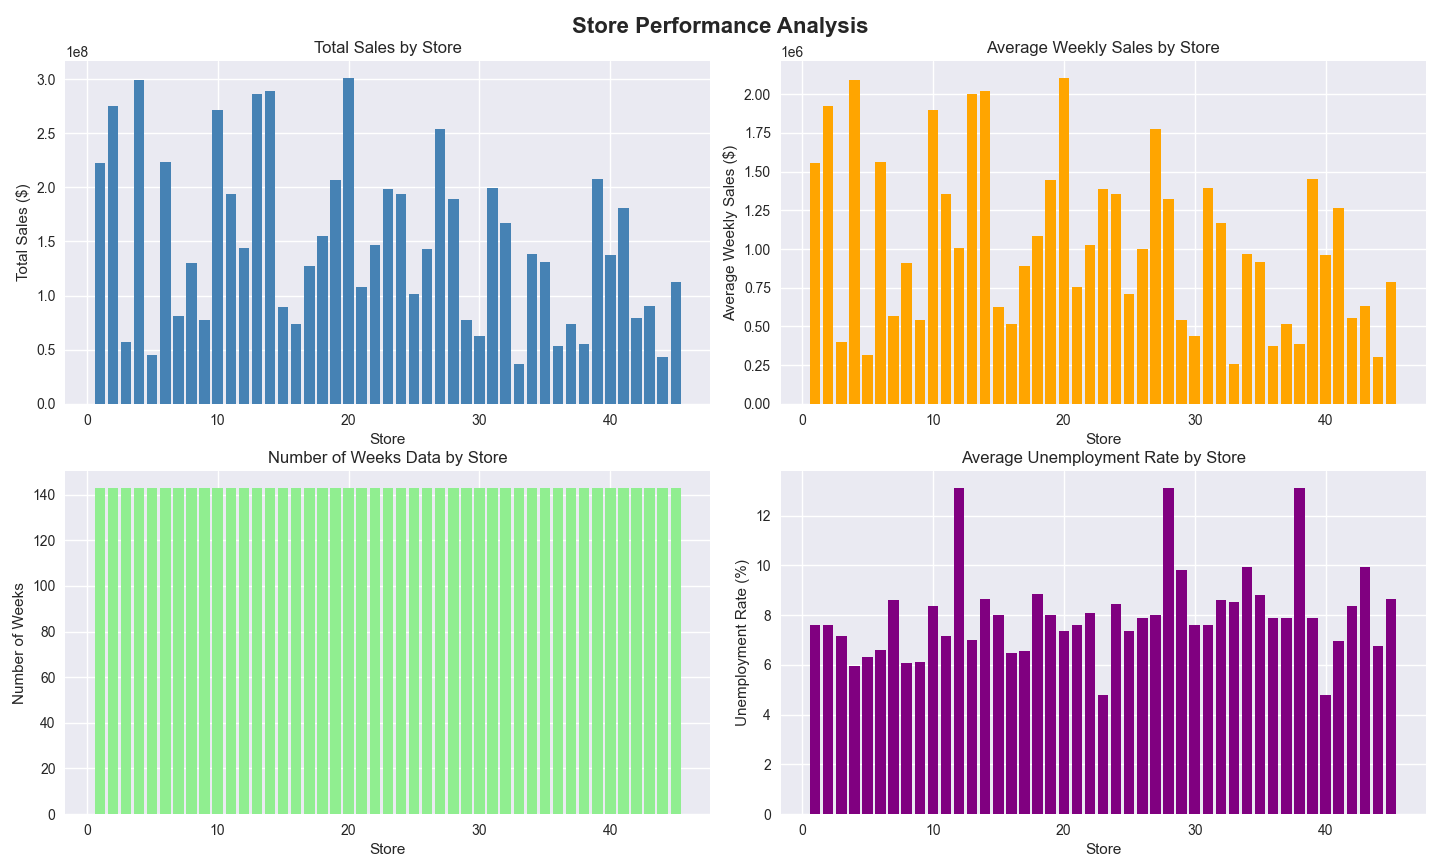 Store Performance Analysis
Total Sales by Store
1e8
3.0
2.5
2.0
1.5
1.0
0.5
0.0
Total Sales ($)
0 10 20 30 40
Store
Average Weekly Sales by Store
1e6
2.00
1.75
1.50
1.25
1.00
0.75
0.50
0.25
0.00
Average Weekly Sales ($)
0 10 20 30 40
Store
Number of Weeks Data by Store
140
120
100
80
60
40
20
0
Number of Weeks
0 10 20 30 40
Store
Average Unemployment Rate by Store
12
10
8
6
4
2
0
Unemployment Rate (%)
0 10 20 30 40
Store